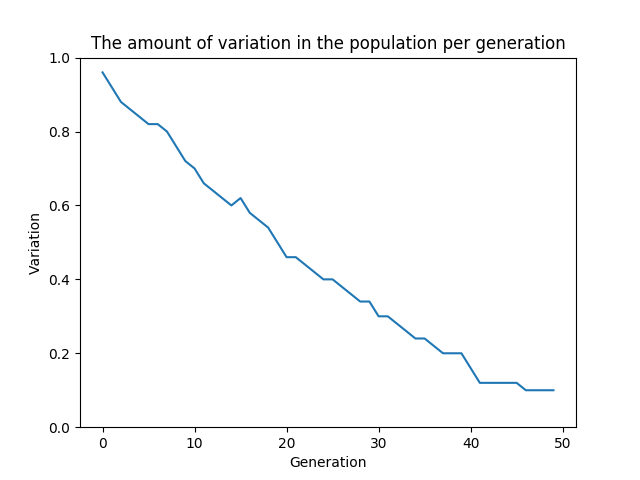 The amount of variation in the population per generation
1.0
0.8
0.6
0.4
0.2
0.0
Variation
0 10 20 30 40 50
Generation